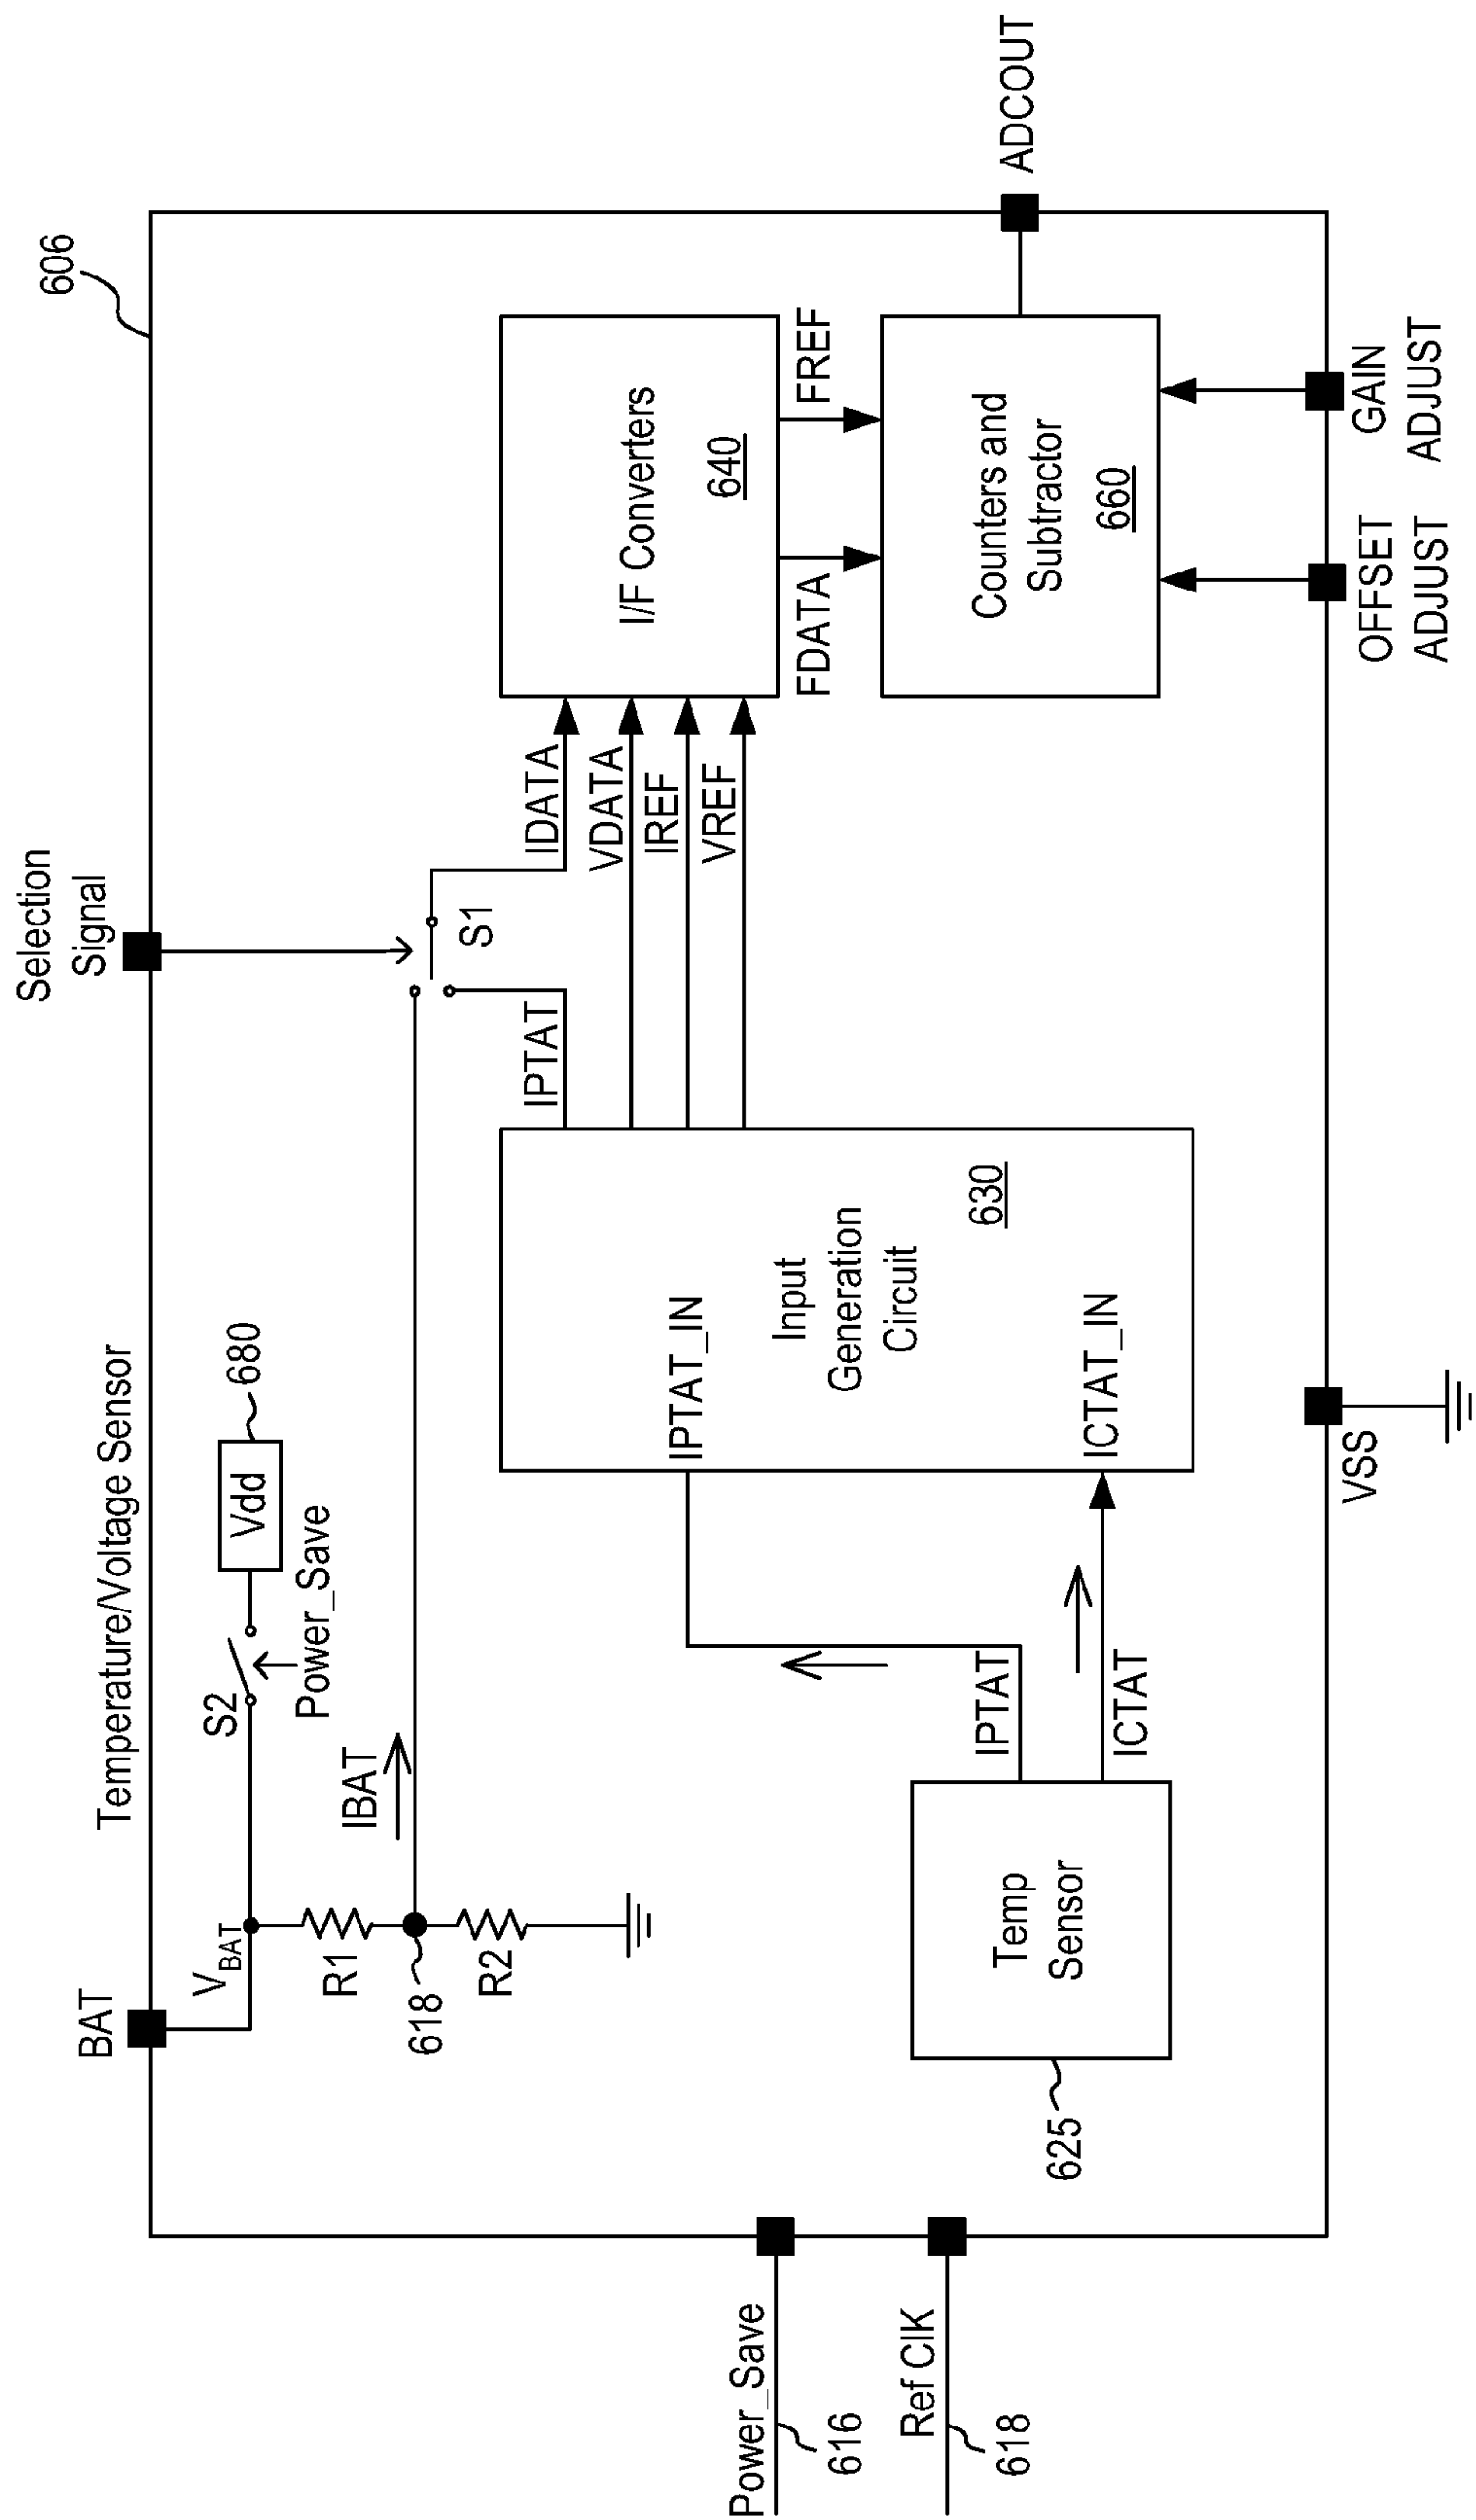 606
Selection
Signal
Temperature/Voltage Sensor
BAT
V_BAT
S2
Vdd
680
Power_Save
R1
618
R2
IBAT
S1
IPTAT
IDATA
VDATA
IREF
VREF
I/F Converters
640
FDATA
FREF
Counters and
Subtractor
660
ADCOUT
IPTAT_IN
Input
Generation
Circuit
630
ICTAT_IN
IPTAT
ICTAT
Temp
Sensor
625
Power_Save
616
Ref ClK
618
VSS
OFFSET
ADJUST
GAIN
ADJUST